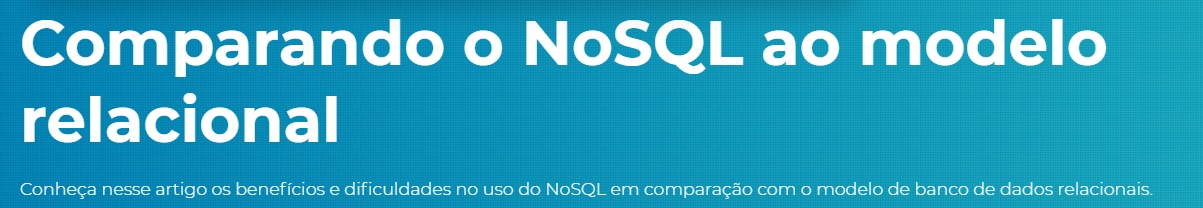 Comparando o NoSQL ao modelo
relacional
Conheça nesse artigo os benefícios e dificuldades no uso do NoSQL em comparação com o modelo de banco de dados relacionais.